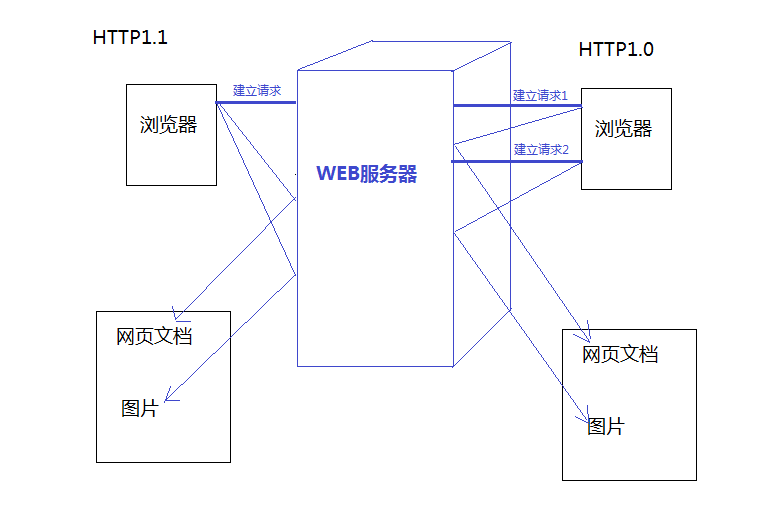 HTTP1.1
HTTP1.0
建立请求
建立请求1
浏览器
浏览器
建立请求2
WEB服务器
网页文档
网页文档
图片
图片